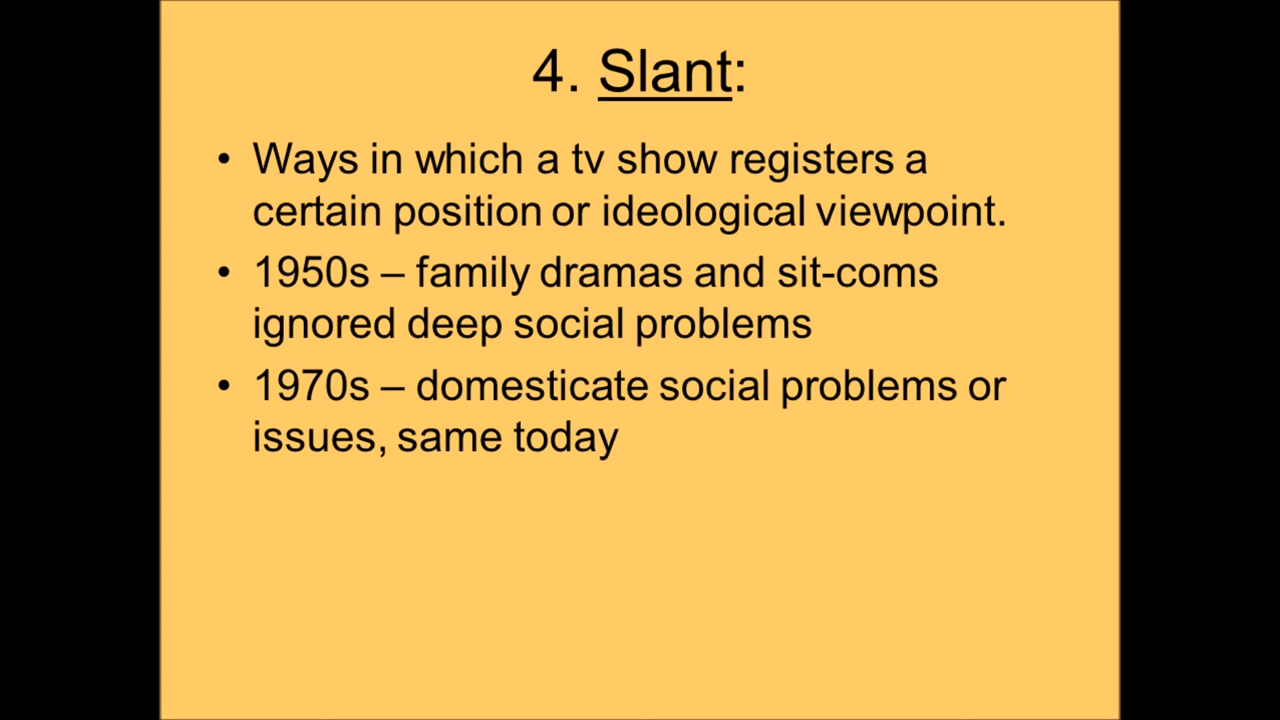 4. Slant:
• Ways in which a tv show registers a
certain position or ideological viewpoint.
• 1950s – family dramas and sit-coms
ignored deep social problems
• 1970s – domesticate social problems or
issues, same today